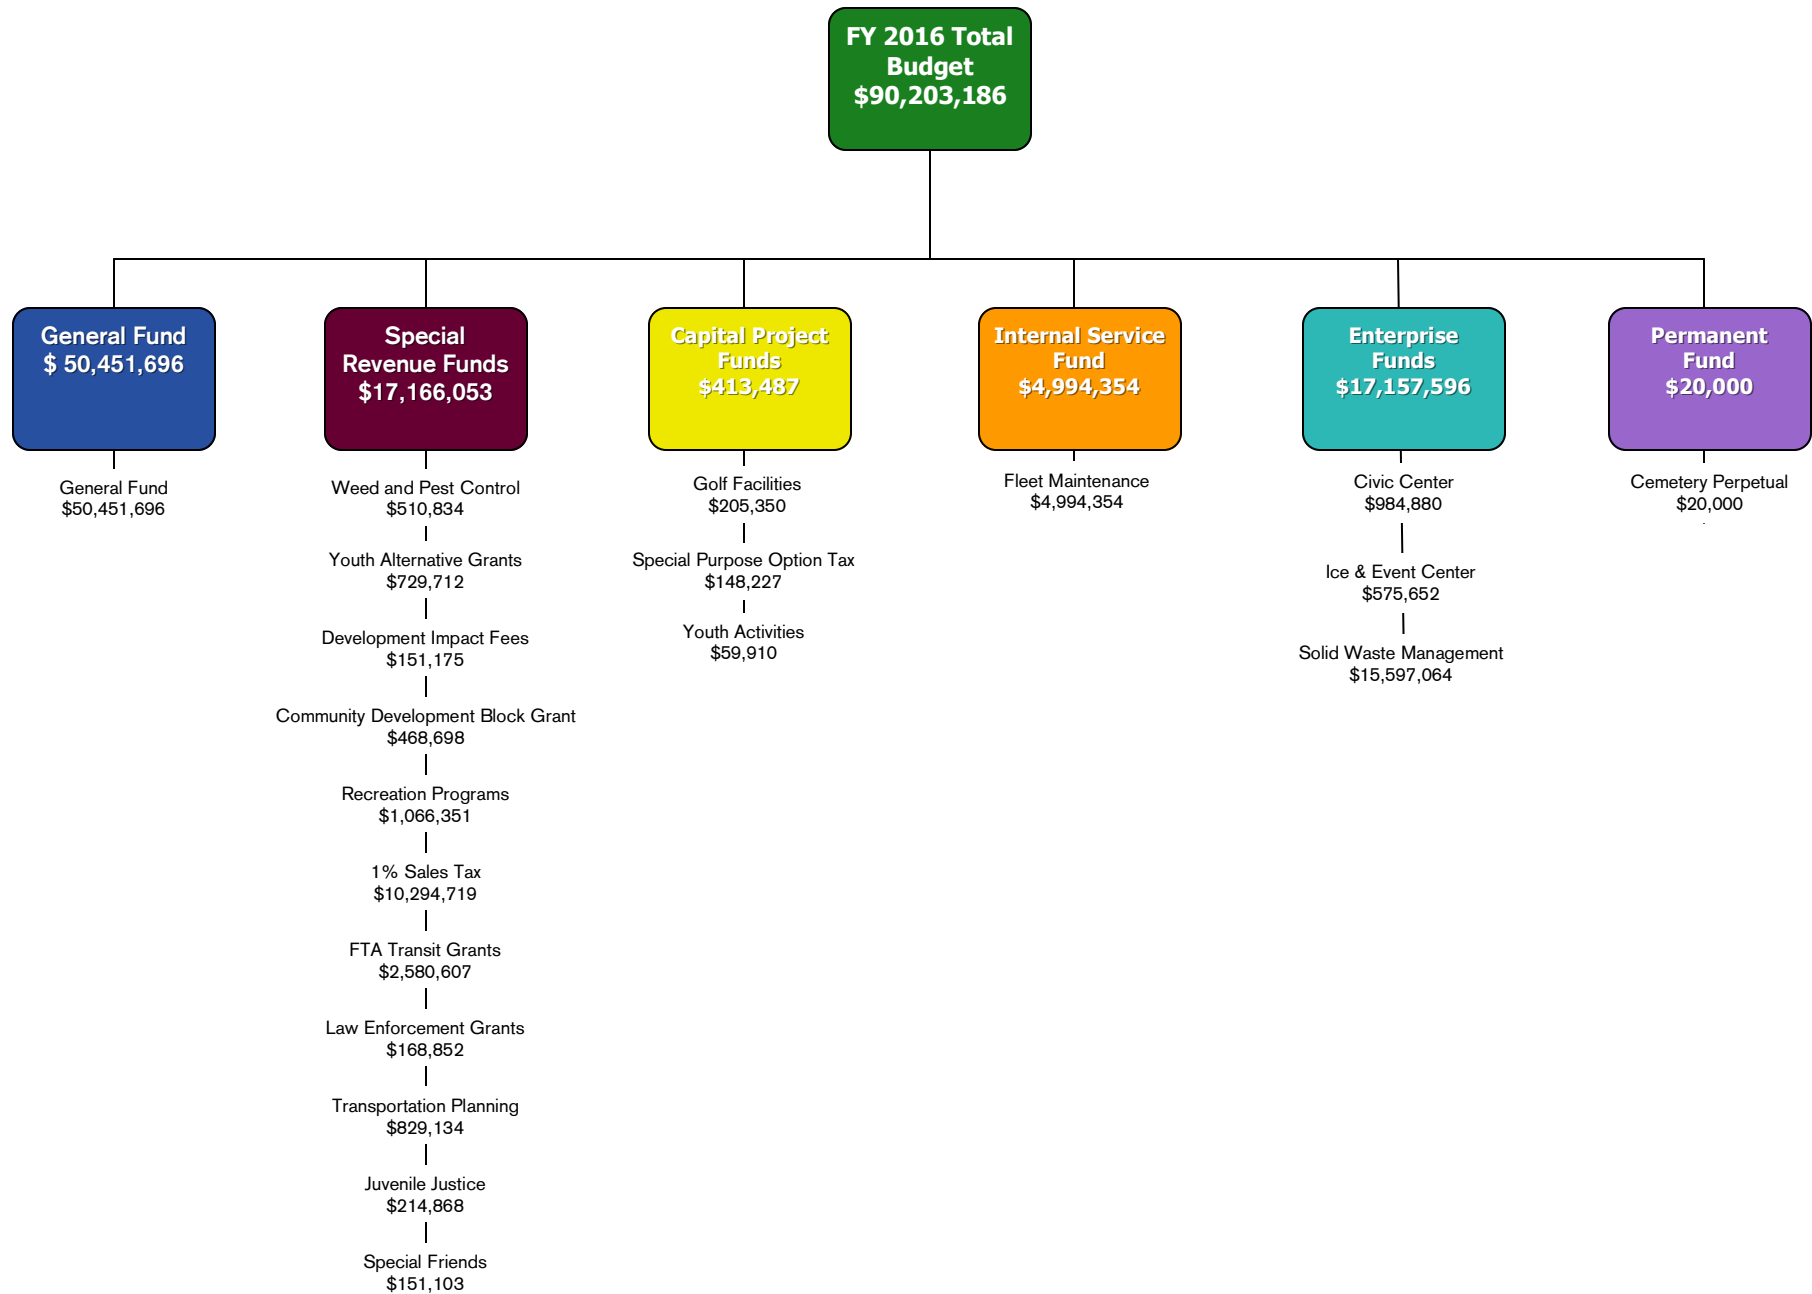 FY 2016 Total
Budget
$90,203,186
General Fund
$ 50,451,696
General Fund
$50,451,696
Special
Revenue Funds
$17,166,053
Weed and Pest Control
$510,834
Youth Alternative Grants
$729,712
Development Impact Fees
$151,175
Community Development Block Grant
$468,698
Recreation Programs
$1,066,351
1% Sales Tax
$10,294,719
FTA Transit Grants
$2,580,607
Law Enforcement Grants
$168,852
Transportation Planning
$829,134
Juvenile Justice
$214,868
Special Friends
$151,103
Capital Project
Funds
$413,487
Golf Facilities
$205,350
Special Purpose Option Tax
$148,227
Youth Activities
$59,910
Internal Service
Fund
$4,994,354
Fleet Maintenance
$4,994,354
Enterprise
Funds
$17,157,596
Civic Center
$984,880
Ice & Event Center
$575,652
Solid Waste Management
$15,597,064
Permanent
Fund
$20,000
Cemetery Perpetual
$20,000